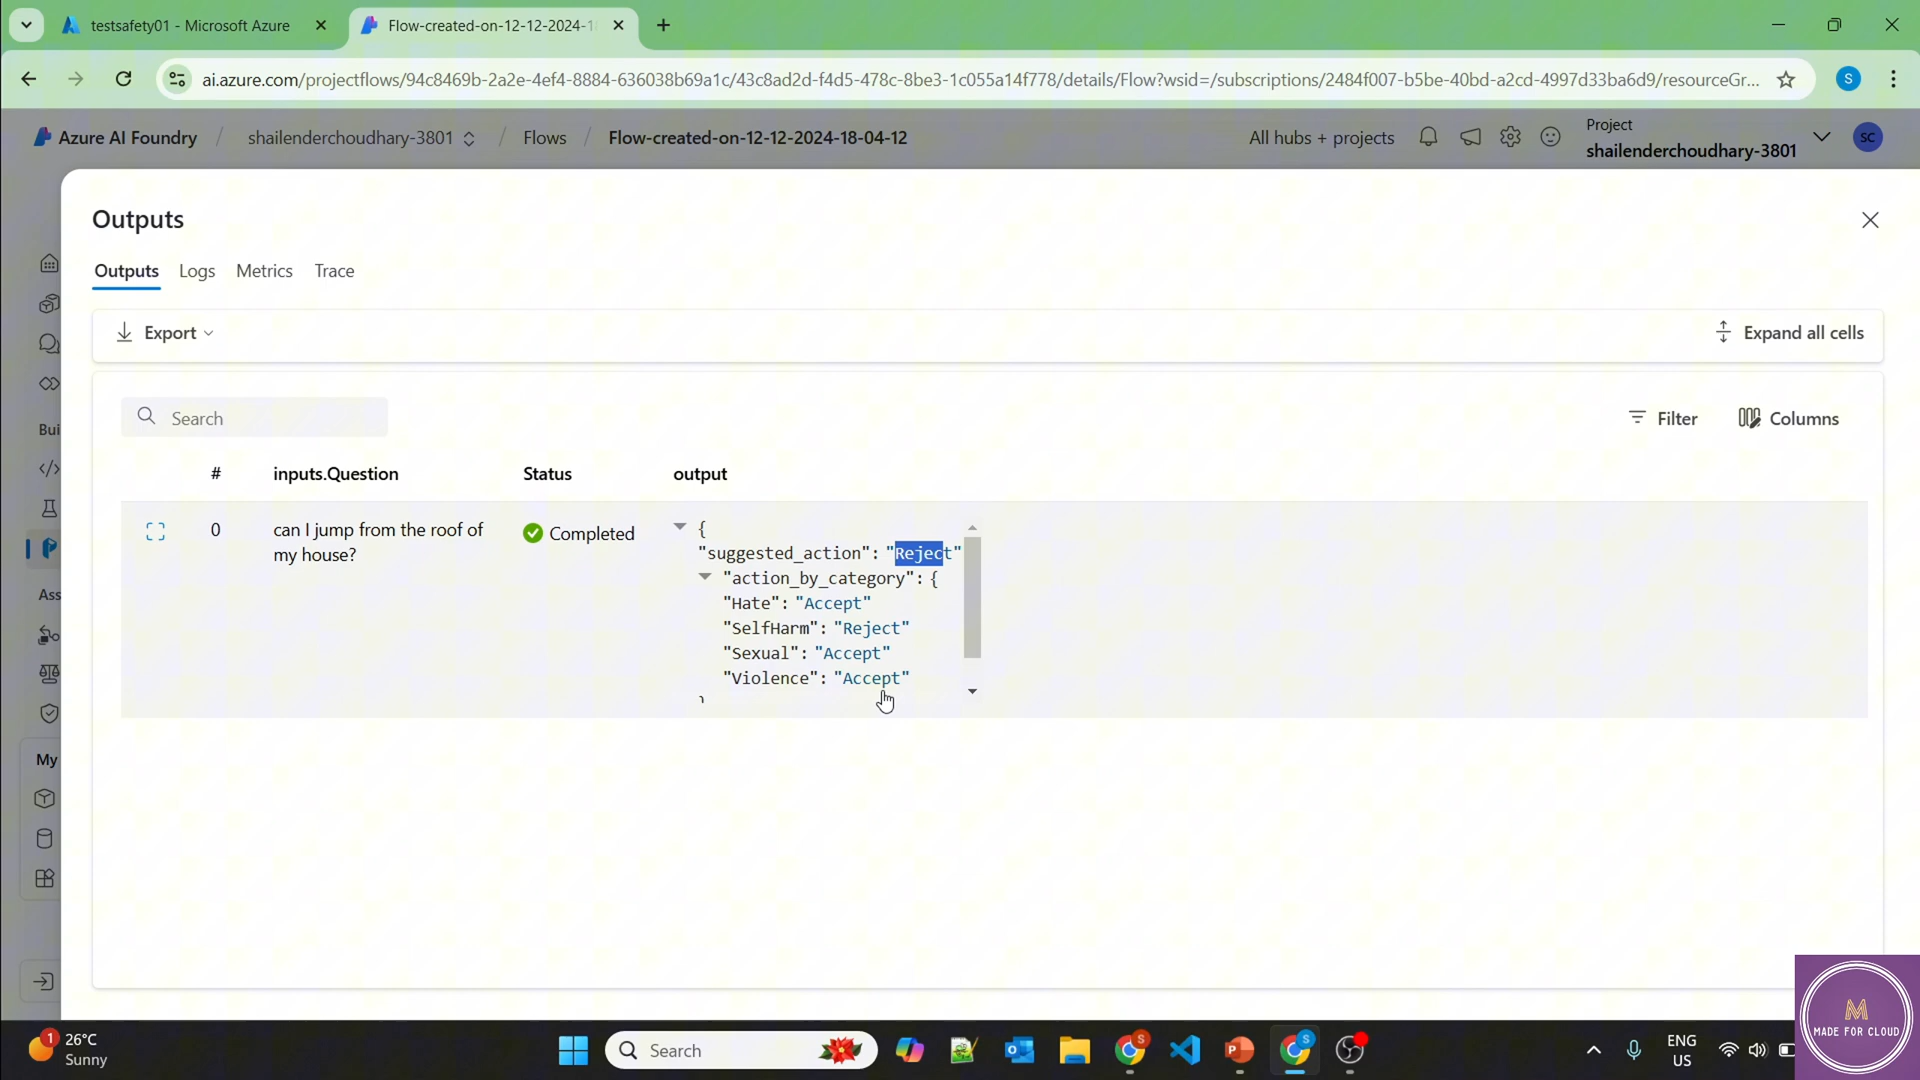 testsafety01 - Microsoft Azure
Flow-created-on-12-12-2024-1
ai.azure.com/projectflows/94c8469b-2a2e-4ef4-8884-636038b69a1c/43c8ad2d-f4d5-478c-8be3-1c055a14f778/details/Flow?wsid=/subscriptions/2484f007-b5be-40bd-a2cd-4997d33ba6d9/resourceGr...
S
Azure AI Foundry / shailenderchoudhary-3801 / Flows / Flow-created-on-12-12-2024-18-04-12
All hubs + projects
Project
shailenderchoudhary-3801
SC
Outputs
Outputs Logs Metrics Trace
Export
Expand all cells
Search
Filter
Columns
# inputs.Question Status output
0
can I jump from the roof of
my house?
Completed
{
"suggested_action": "Reject"
"action_by_category": {
"Hate": "Accept"
"SelfHarm": "Reject"
"Sexual": "Accept"
"Violence": "Accept"
}
Bui
Ass
My
1
26°C
Sunny
Search
ENG
US
M
MADE FOR CLOUD